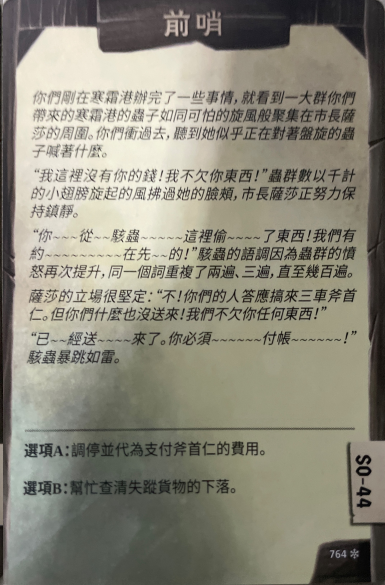 前哨
你們剛在寒霜港辦完了一些事情，就看到一大群你們
帶來的寒霜港的蟲子如同可怕的旋風般聚集在市長薩
莎的周圍。你們衝過去，聽到她似乎正在對著盤旋的蟲
子喊著什麼。
“我這裡沒有你的錢！我不欠你東西！”蟲群數以千計
的小翅膀旋起的風拂過她的臉頰，市長薩莎正努力保
持鎮靜。
“你~~~從~~駭蟲~~~~~這裡偷~~~~了東西！我們有
約~~~~~~~~~在先~~的！”駭蟲的語調因為蟲群的憤
怒再次提升，同一個詞重複了兩遍、三遍，直至幾百遍。
薩莎的立場很堅定：“不！你們的人答應搞來三車斧首
仁。但你們什麼也沒送來！我們不欠你任何東西！”
“已~~經送~~~~來了。你必須~~~~~~付帳~~~~~~！”
駭蟲暴跳如雷。
選項A：調停並代為支付斧首仁的費用。
選項B：幫忙查清失蹤貨物的下落。
SO-44
764